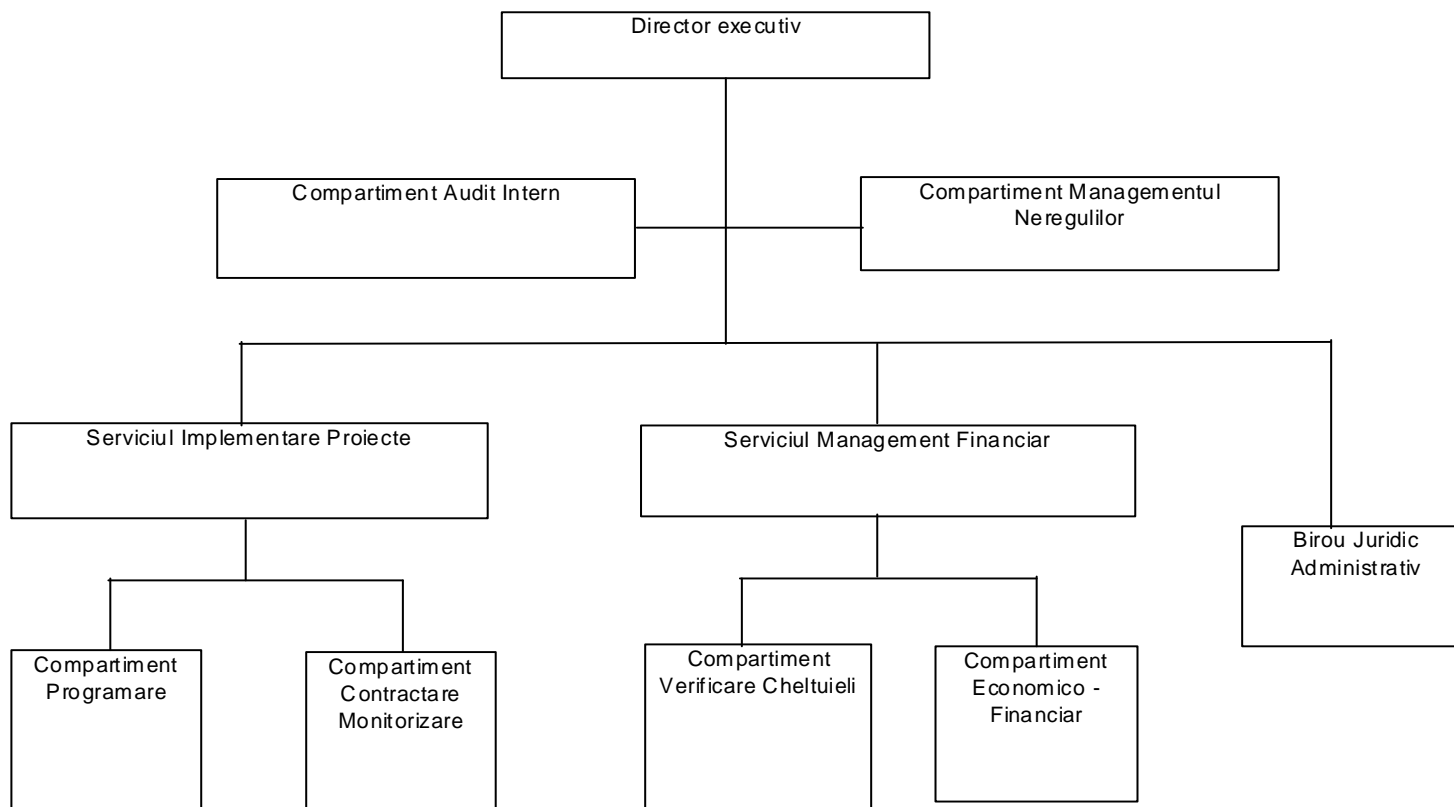 Director executiv
Compartiment Audit Intern
Compartiment Managementul
Neregulilor
Serviciul Implementare Proiecte
Serviciul Management Financiar
Birou Juridic
Administrativ
Compartiment
Programare
Compartiment
Contractare
Monitorizare
Compartiment
Verificare Cheltuieli
Compartiment
Economico -
Financiar